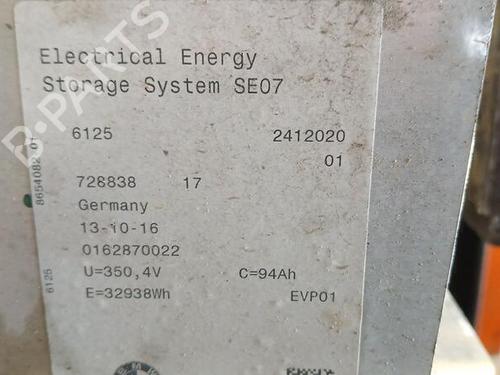 Electrical Energy
Storage System SE07
6125 2412020
01
728838 17
Germany
13-10-16
0162870022
U=350,4V C=94Ah
E=32938Wh EVP01
8654082 01
6125
B-PARTS